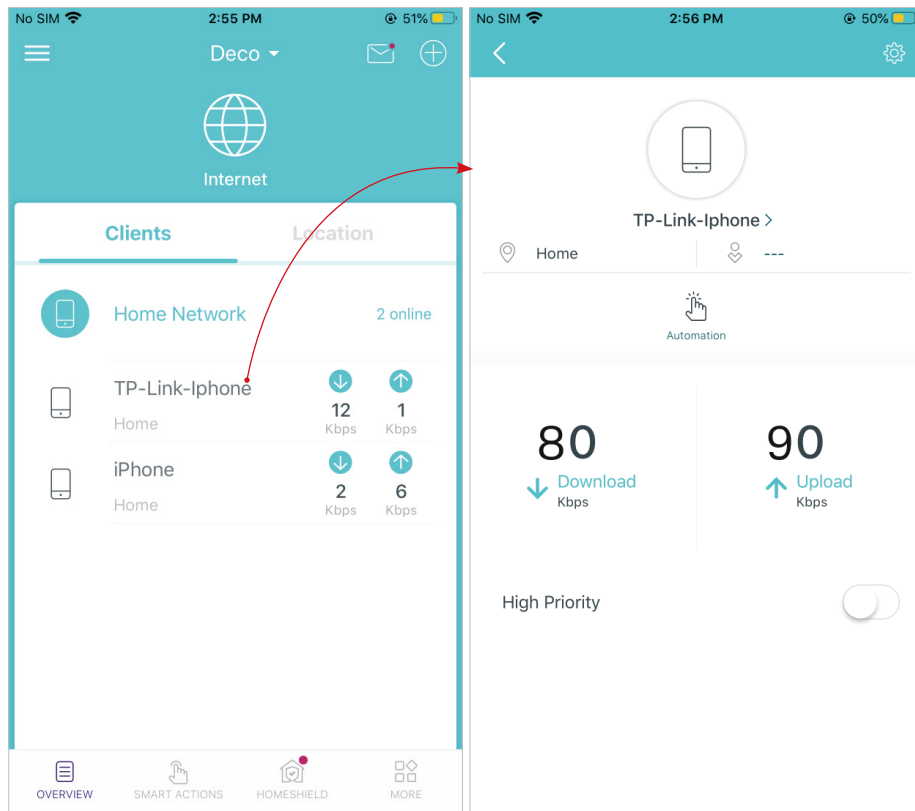 No SIM 2:55 PM 51%
Deco
Internet
Clients Location
Home Network 2 online
TP-Link-Iphone
12 1
Home Kbps Kbps
iPhone
2 6
Home Kbps Kbps
OVERVIEW SMART ACTIONS HOMESHIELD MORE
No SIM 2:56 PM 50%
TP-Link-Iphone >
Home ---
Automation
80 90
Download Upload
Kbps Kbps
High Priority